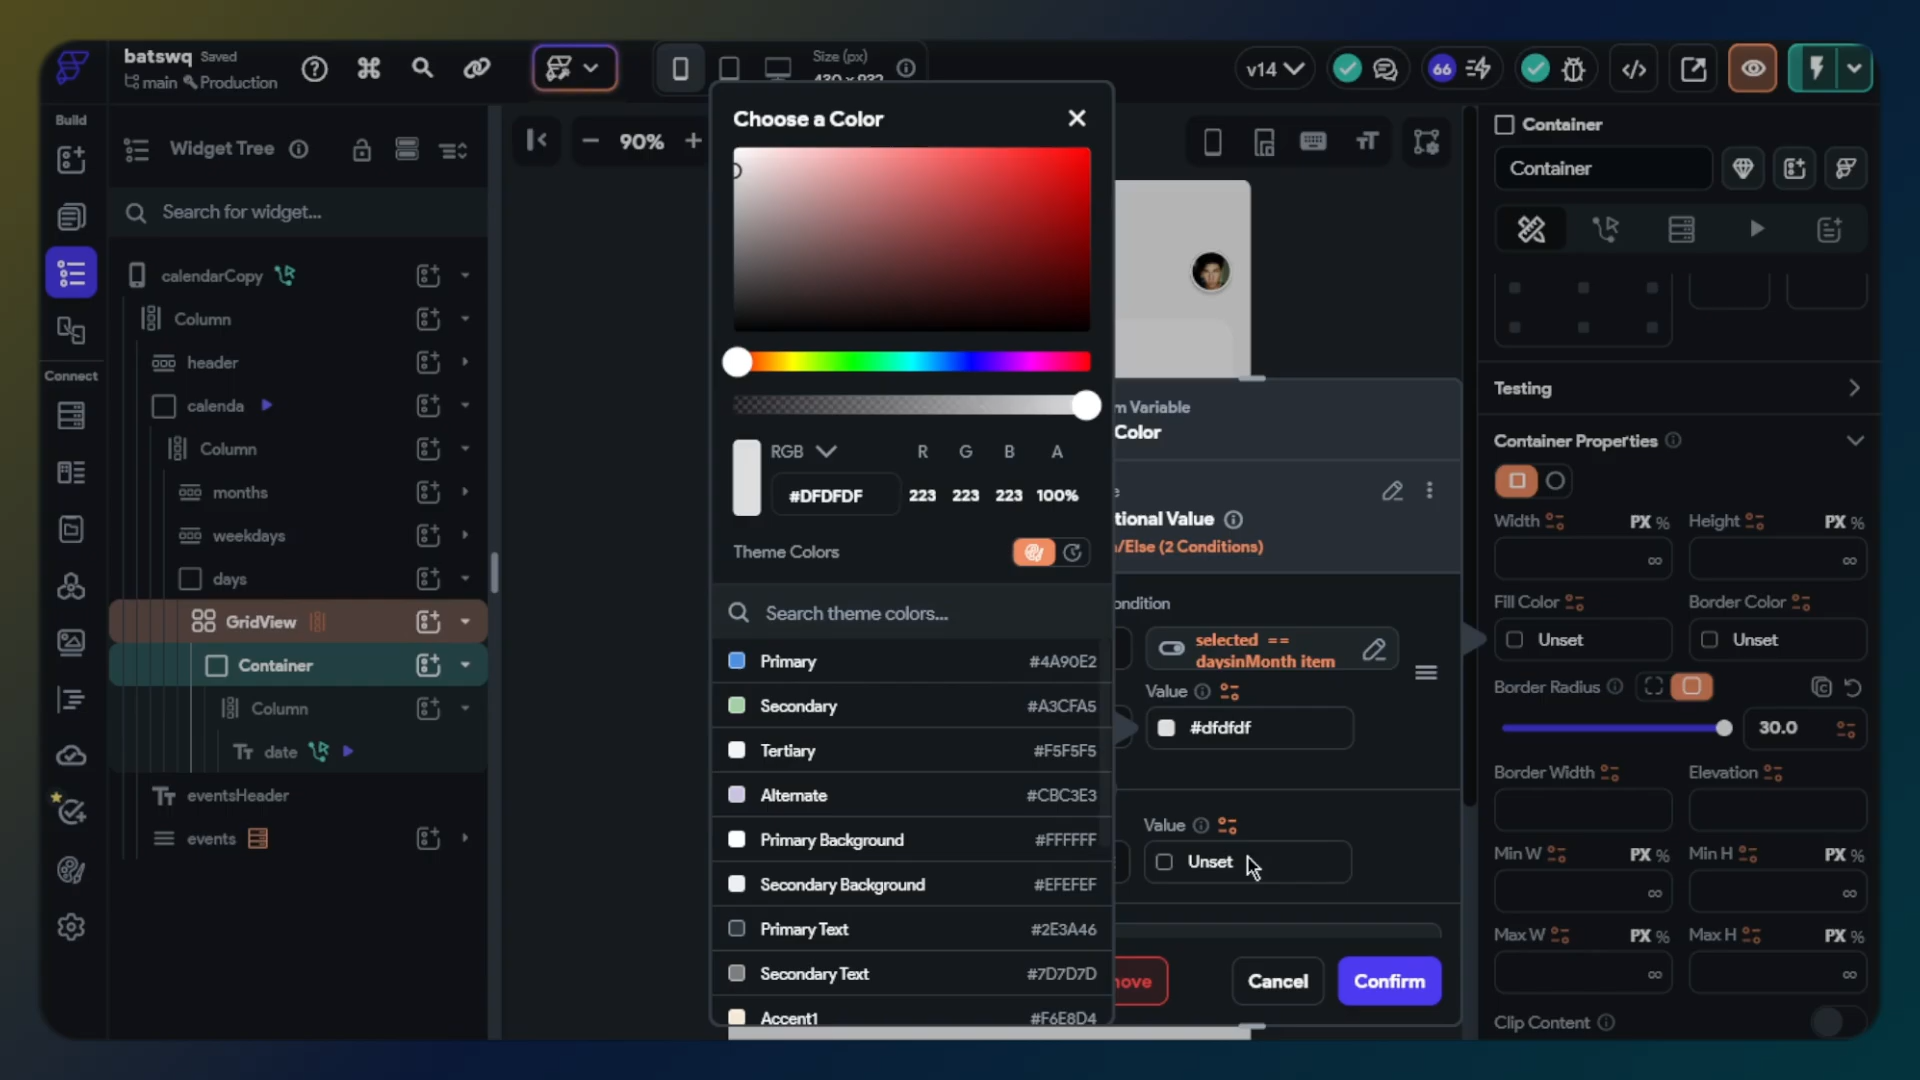 batswq Saved
main Production
Size (px)
430 x 932
v14
66
Build
Connect
Widget Tree
Search for widget...
calendarCopy
Column
header
calenda
Column
months
weekdays
days
GridView
Container
Column
Tт date
Tт eventsHeader
events
90%
Choose a Color
RGB R G B A
#DFDFDF 223 223 223 100%
Theme Colors
Search theme colors...
Primary #4A90E2
Secondary #A3CFA5
Tertiary #F5F5F5
Alternate #CBC3E3
Primary Background #FFFFFF
Secondary Background #EFEFEF
Primary Text #2E3A46
Secondary Text #7D7D7D
Accent1 #F6E8D4
m Variable
Color
tional Value
/Else (2 Conditions)
ondition
selected ==
daysinMonth item
Value
#dfdfdf
Value
Unset
ove
Cancel
Confirm
Container
Container
Testing
Container Properties
Width PX % Height PX %
∞ ∞
Fill Color Border Color
Unset Unset
Border Radius
30.0
Border Width Elevation
Min W PX % Min H PX %
∞ ∞
Max W PX % Max H PX %
∞ ∞
Clip Content